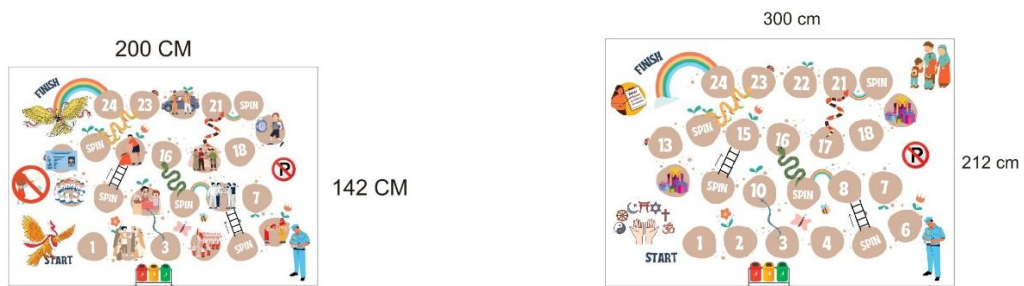 200 CM
FINISH
24 23 21 SPIN
SPIN 16 18
SPIN SPIN 7
1 3 SPIN
START
142 CM
300 cm
FINISH
24 23 22 21 SPIN
13 SPIN 15 16 17 18
SPIN 10 SPIN 8 7
1 2 3 4 SPIN 6
START
212 cm
P
P